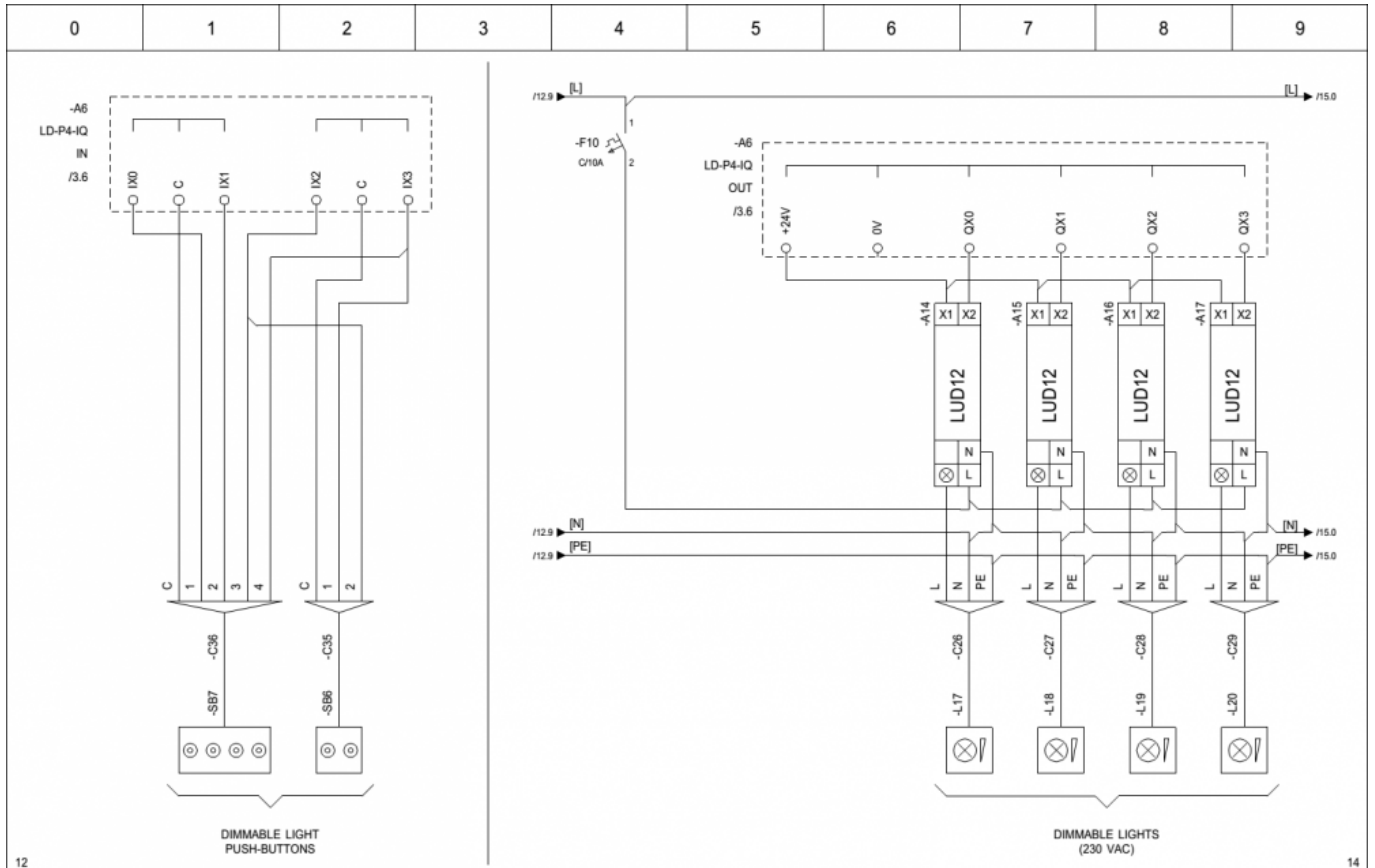 0 1 2 3 4 5 6 7 8 9
-A6
LD-P4-IQ
IN
/3.6
IX0 C IX1 IX2 C IX3
C 1 2 3 4
C 1 2
-C36
-C35
-SB7
-SB6
DIMMABLE LIGHT
PUSH-BUTTONS
12
/12.9 [L] [L] /15.0
-F10
C/10A
1
2
-A6
LD-P4-IQ
OUT
/3.6
+24V 0V QX0 QX1 QX2 QX3
-A14 X1 X2 -A15 X1 X2 -A16 X1 X2 -A17 X1 X2
LUD12 LUD12 LUD12 LUD12
N N N N
L L L L
/12.9 [N] [N] /15.0
/12.9 [PE] [PE] /15.0
L N PE L N PE L N PE L N PE
-C26 -C27 -C28 -C29
-L17 -L18 -L19 -L20
DIMMABLE LIGHTS
(230 VAC)
14